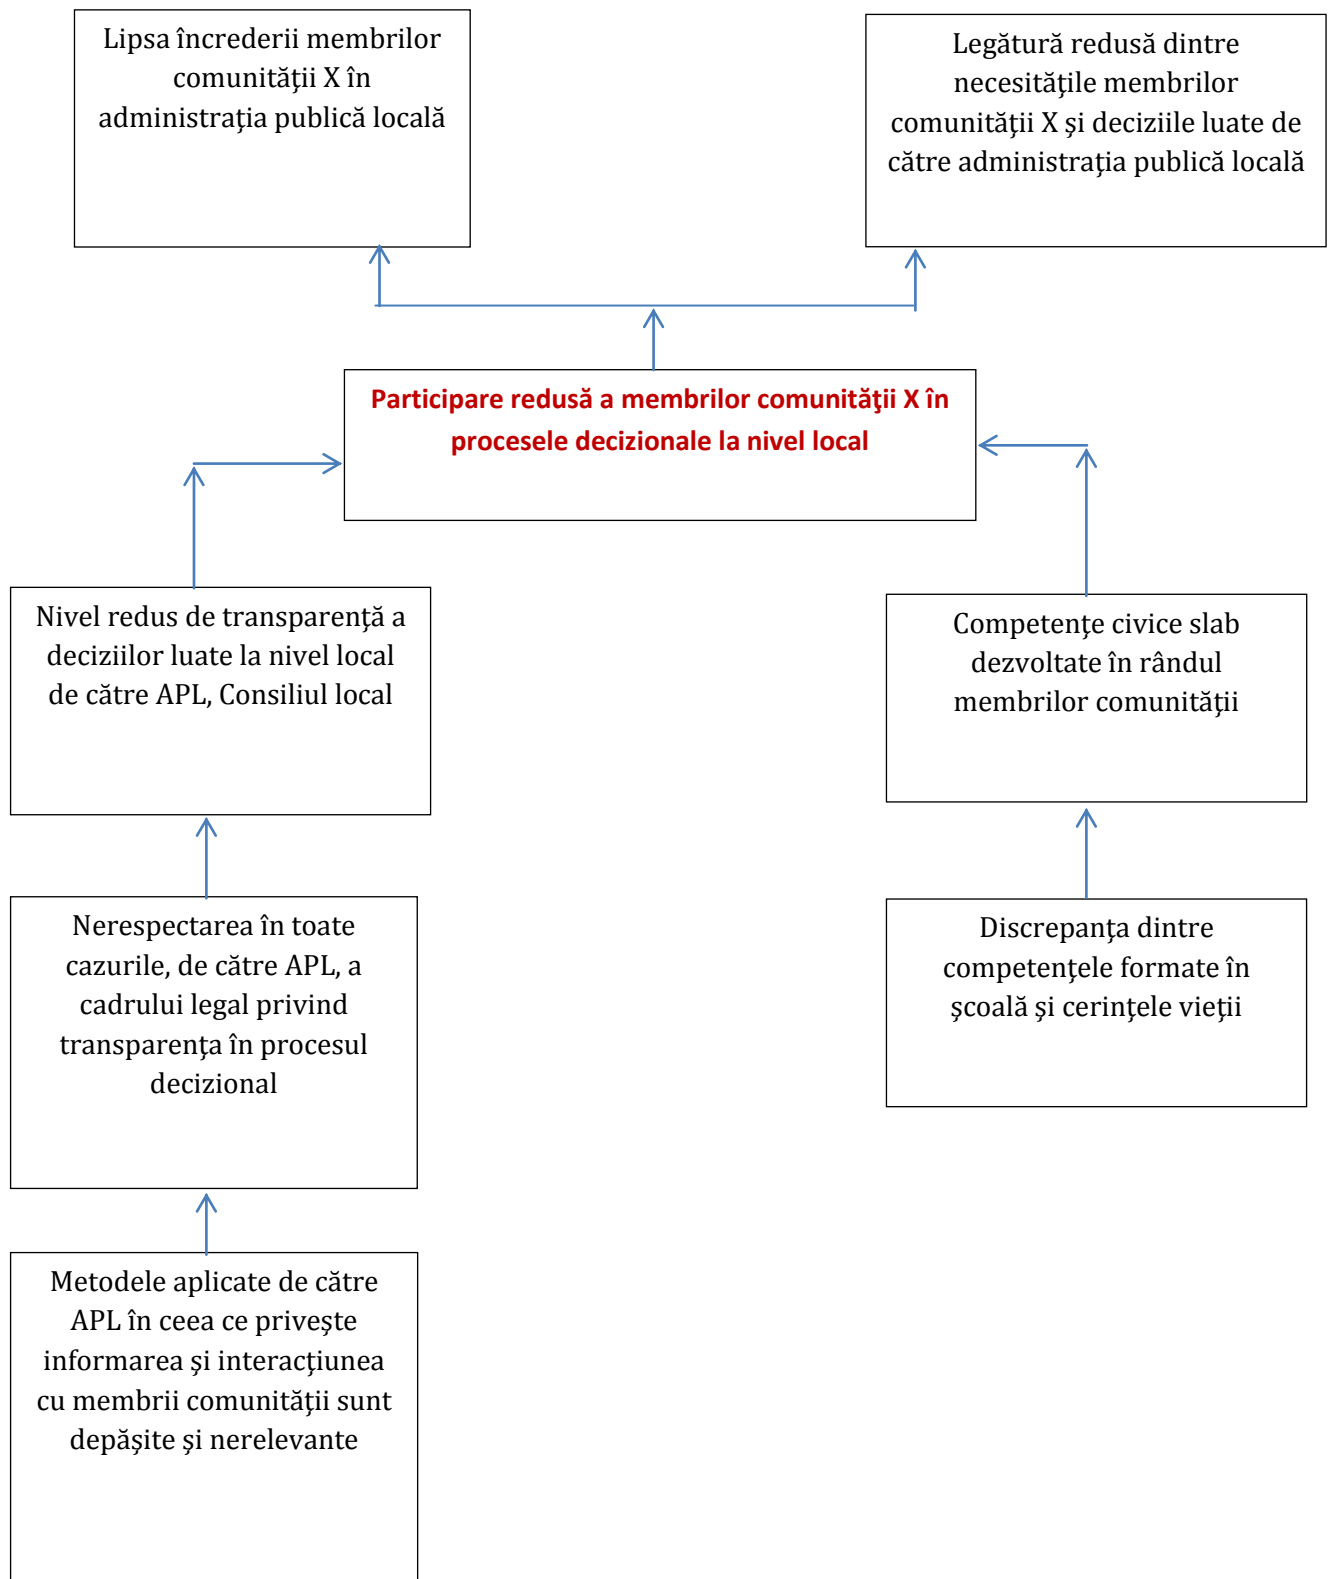 Lipsa încrederii membrilor
comunităţii X în
administraţia publică locală
Legătură redusă dintre
necesităţile membrilor
comunităţii X şi deciziile luate de
către administraţia publică locală
Participare redusă a membrilor comunităţii X în
procesele decizionale la nivel local
Nivel redus de transparenţă a
deciziilor luate la nivel local
de către APL, Consiliul local
Competenţe civice slab
dezvoltate în rândul
membrilor comunităţii
Nerespectarea în toate
cazurile, de către APL, a
cadrului legal privind
transparenţa în procesul
decizional
Discrepanţa dintre
competenţele formate în
şcoală şi cerinţele vieţii
Metodele aplicate de către
APL în ceea ce priveşte
informarea şi interacţiunea
cu membrii comunităţii sunt
depăşite şi nerelevante